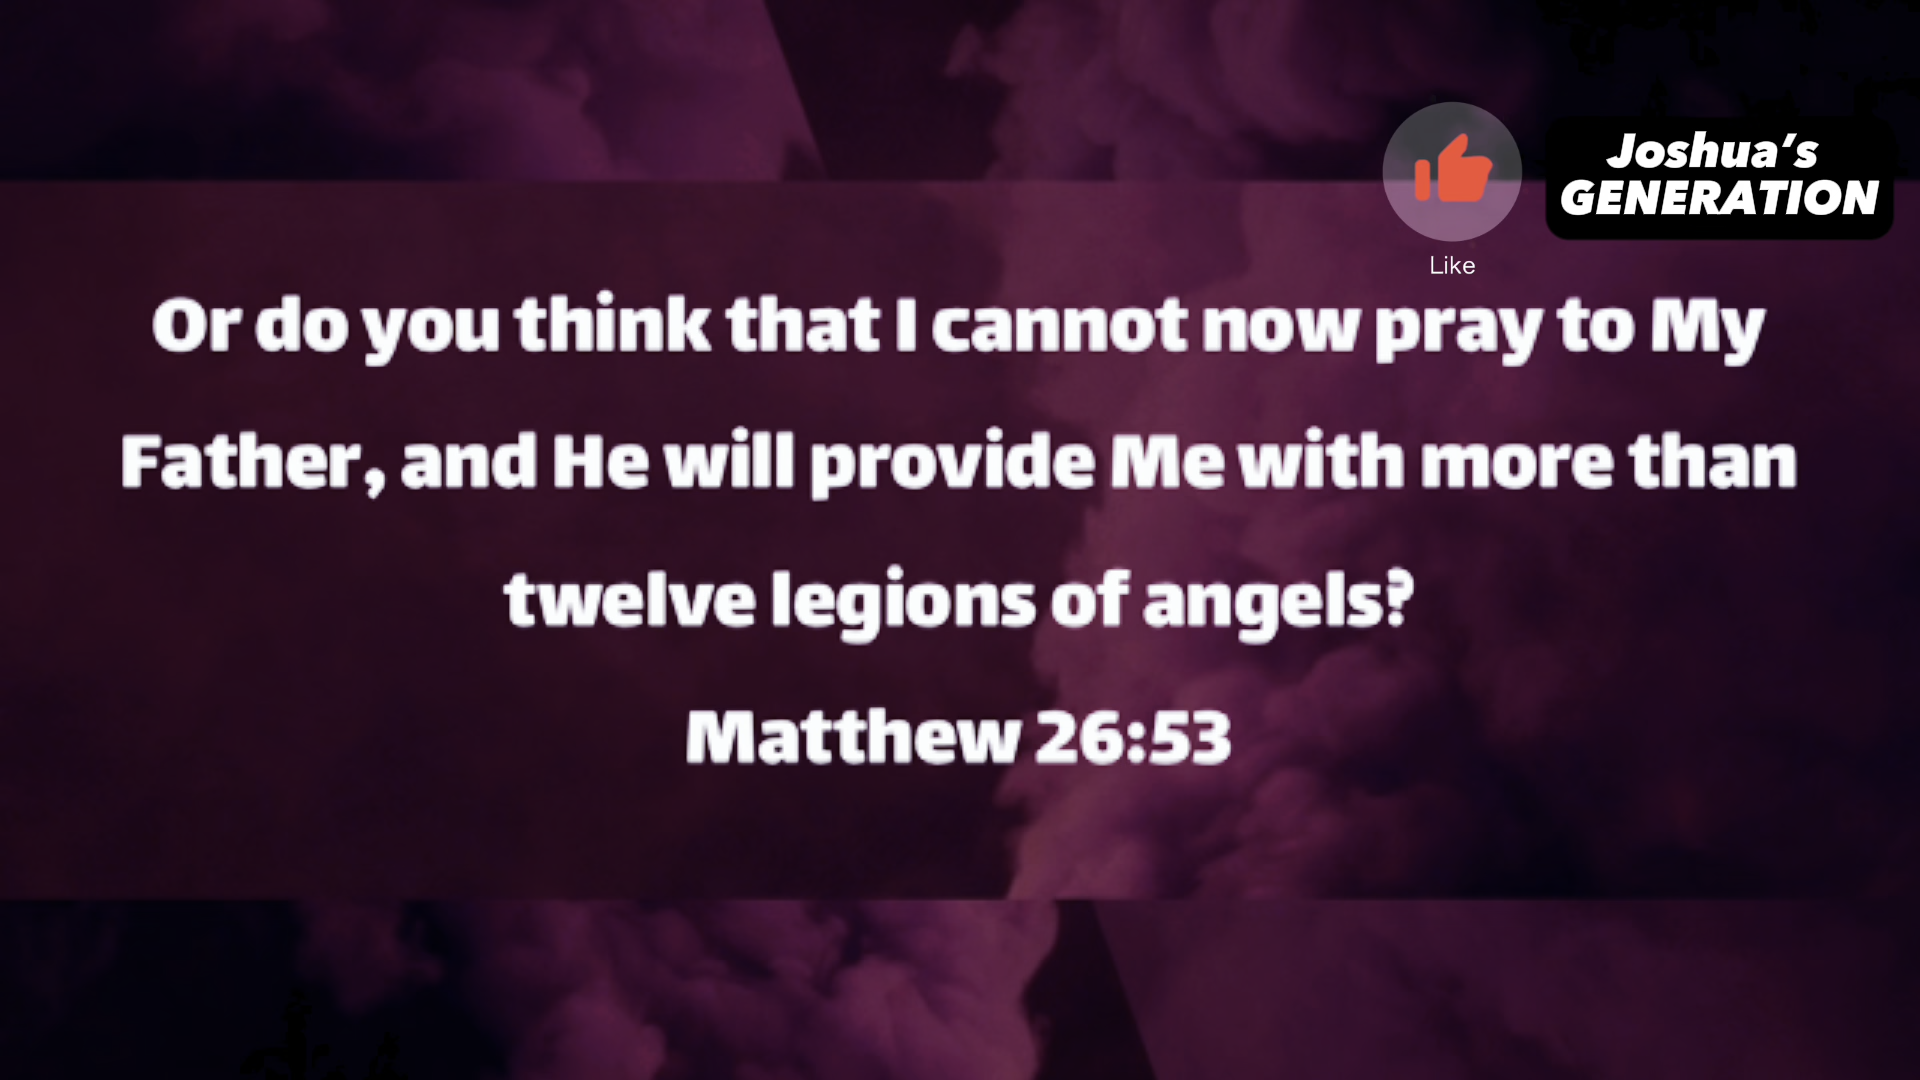 Joshua's
GENERATION
Like
Or do you think that I cannot now pray to My
Father, and He will provide Me with more than
twelve legions of angels?
Matthew 26:53